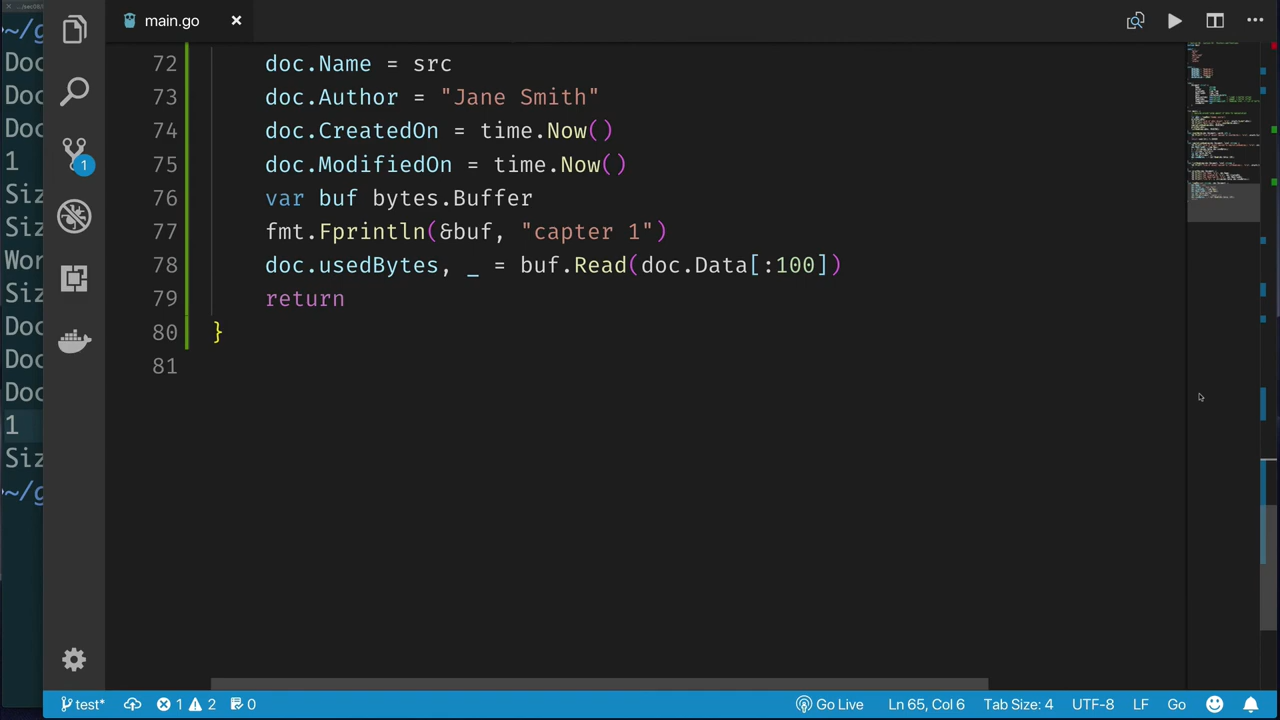 main.go
72 doc.Name = src
73 doc.Author = "Jane Smith"
74 doc.CreatedOn = time.Now()
75 doc.ModifiedOn = time.Now()
76 var buf bytes.Buffer
77 fmt.Fprintln(&buf, "capter 1")
78 doc.usedBytes, _ = buf.Read(doc.Data[:100])
79 return
80 }
81
~/g
Doc
Doc
Doc
1
Siz
Siz
Wor
Siz
Doc
Doc
Doc
1
Siz
~/g
1
test* 1 2 0 Go Live Ln 65, Col 6 Tab Size: 4 UTF-8 LF Go